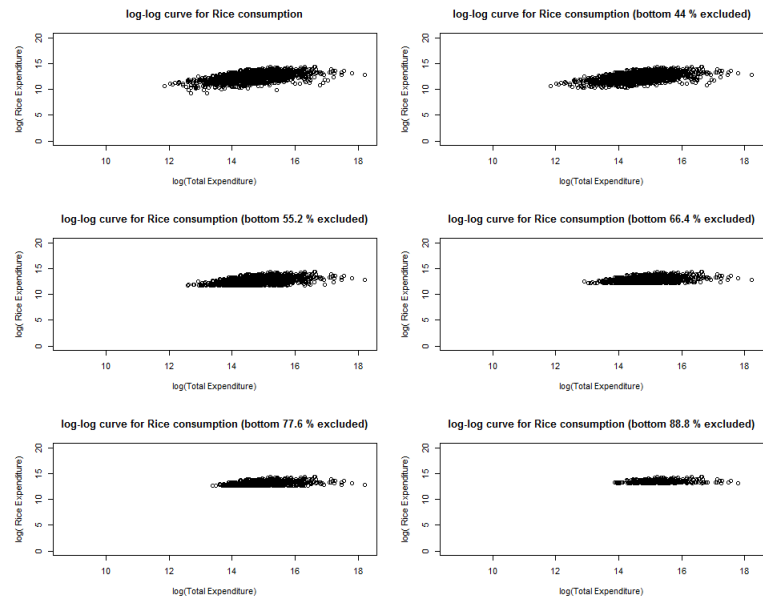 log-log curve for Rice consumption
log( Rice Expenditure)
20
15
10
5
0
10 12 14 16 18
log(Total Expenditure)
log-log curve for Rice consumption (bottom 44 % excluded)
log( Rice Expenditure)
20
15
10
5
0
10 12 14 16 18
log(Total Expenditure)
log-log curve for Rice consumption (bottom 55.2 % excluded)
log( Rice Expenditure)
20
15
10
5
0
10 12 14 16 18
log(Total Expenditure)
log-log curve for Rice consumption (bottom 66.4 % excluded)
log( Rice Expenditure)
20
15
10
5
0
10 12 14 16 18
log(Total Expenditure)
log-log curve for Rice consumption (bottom 77.6 % excluded)
log( Rice Expenditure)
20
15
10
5
0
10 12 14 16 18
log(Total Expenditure)
log-log curve for Rice consumption (bottom 88.8 % excluded)
log( Rice Expenditure)
20
15
10
5
0
10 12 14 16 18
log(Total Expenditure)